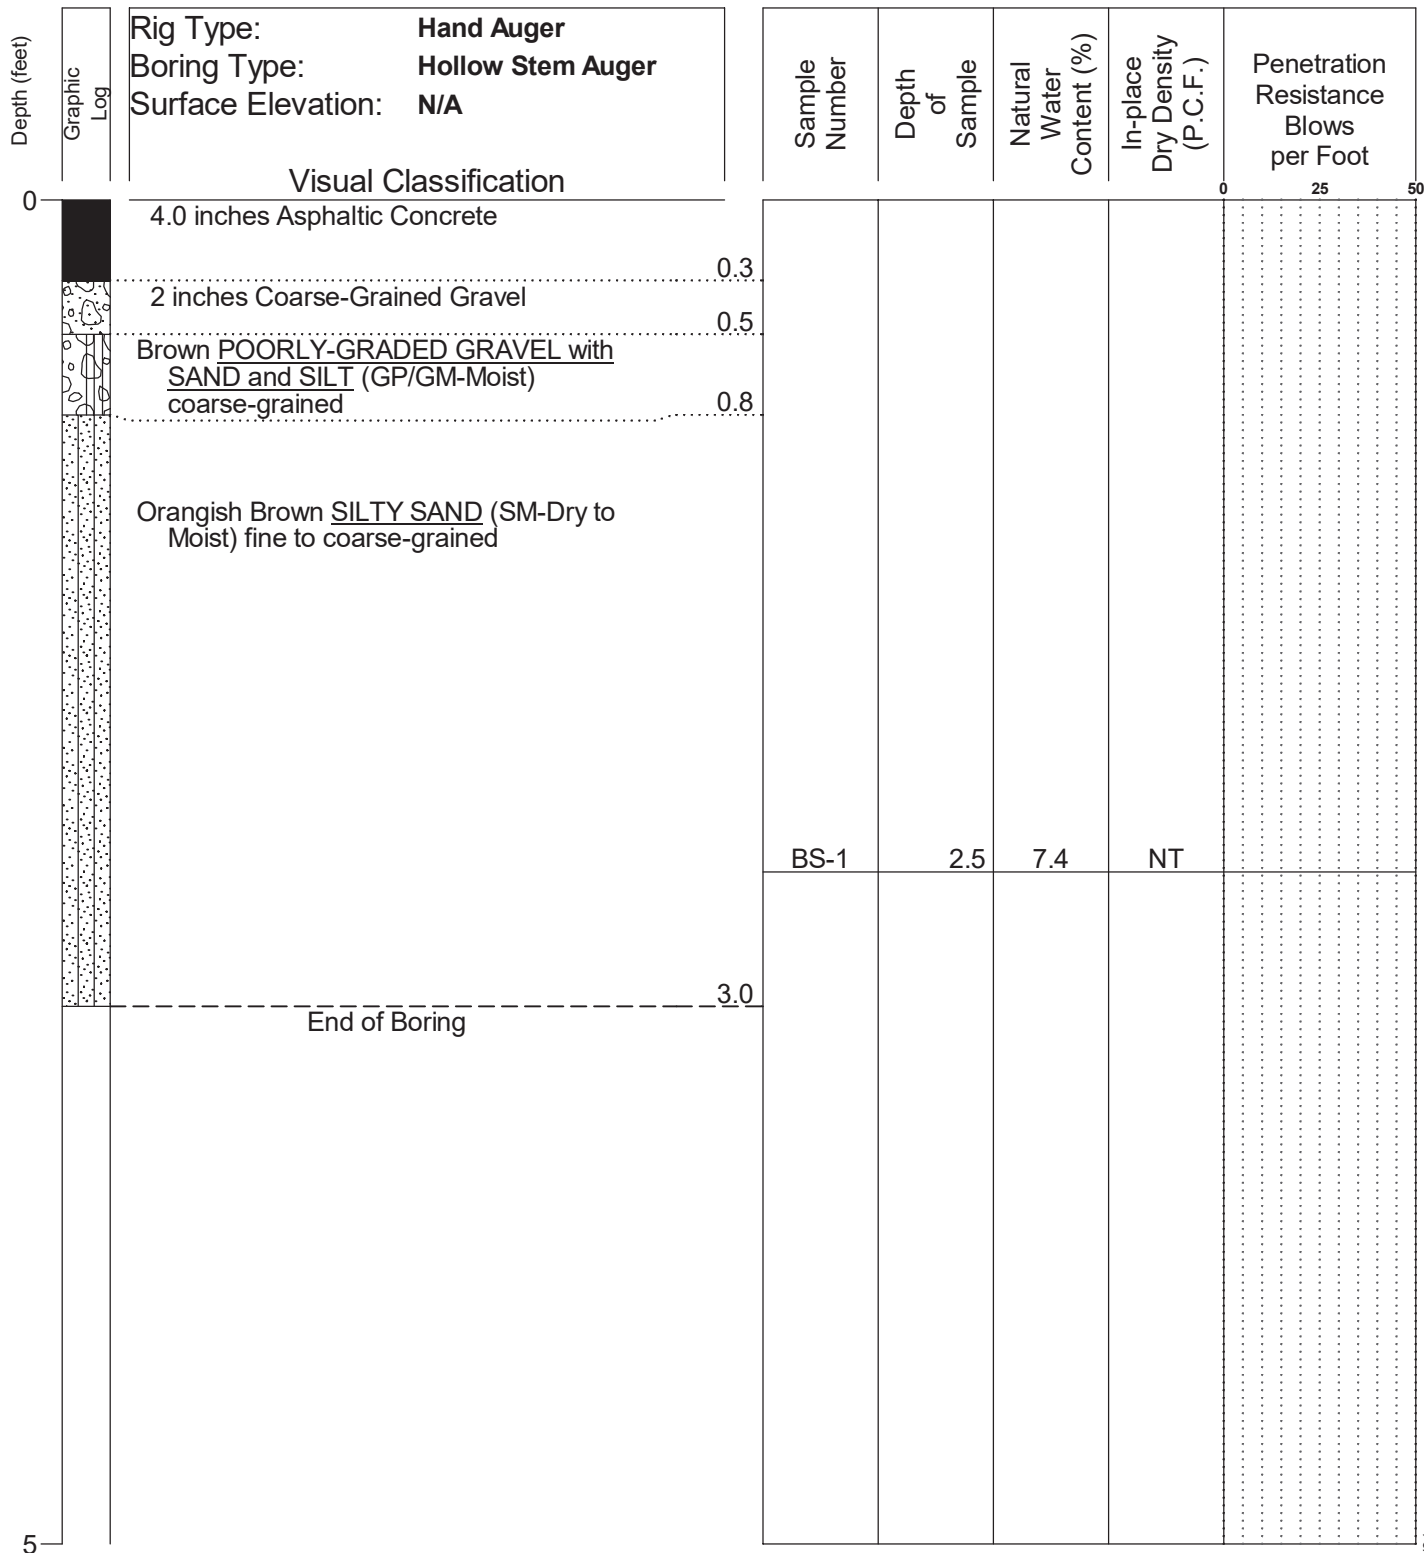 Depth (feet)
Graphic
Log
Rig Type: Hand Auger
Boring Type: Hollow Stem Auger
Surface Elevation: N/A
Visual Classification
Sample
Number
Depth
of
Sample
Natural
Water
Content (%)
In-place
Dry Density
(P.C.F.)
Penetration
Resistance
Blows
per Foot
0 25 50
0
4.0 inches Asphaltic Concrete
0.3
2 inches Coarse-Grained Gravel
0.5
Brown POORLY-GRADED GRAVEL with
SAND and SILT (GP/GM-Moist)
coarse-grained
0.8
Orangish Brown SILTY SAND (SM-Dry to
Moist) fine to coarse-grained
BS-1 2.5 7.4 NT
3.0
End of Boring
5